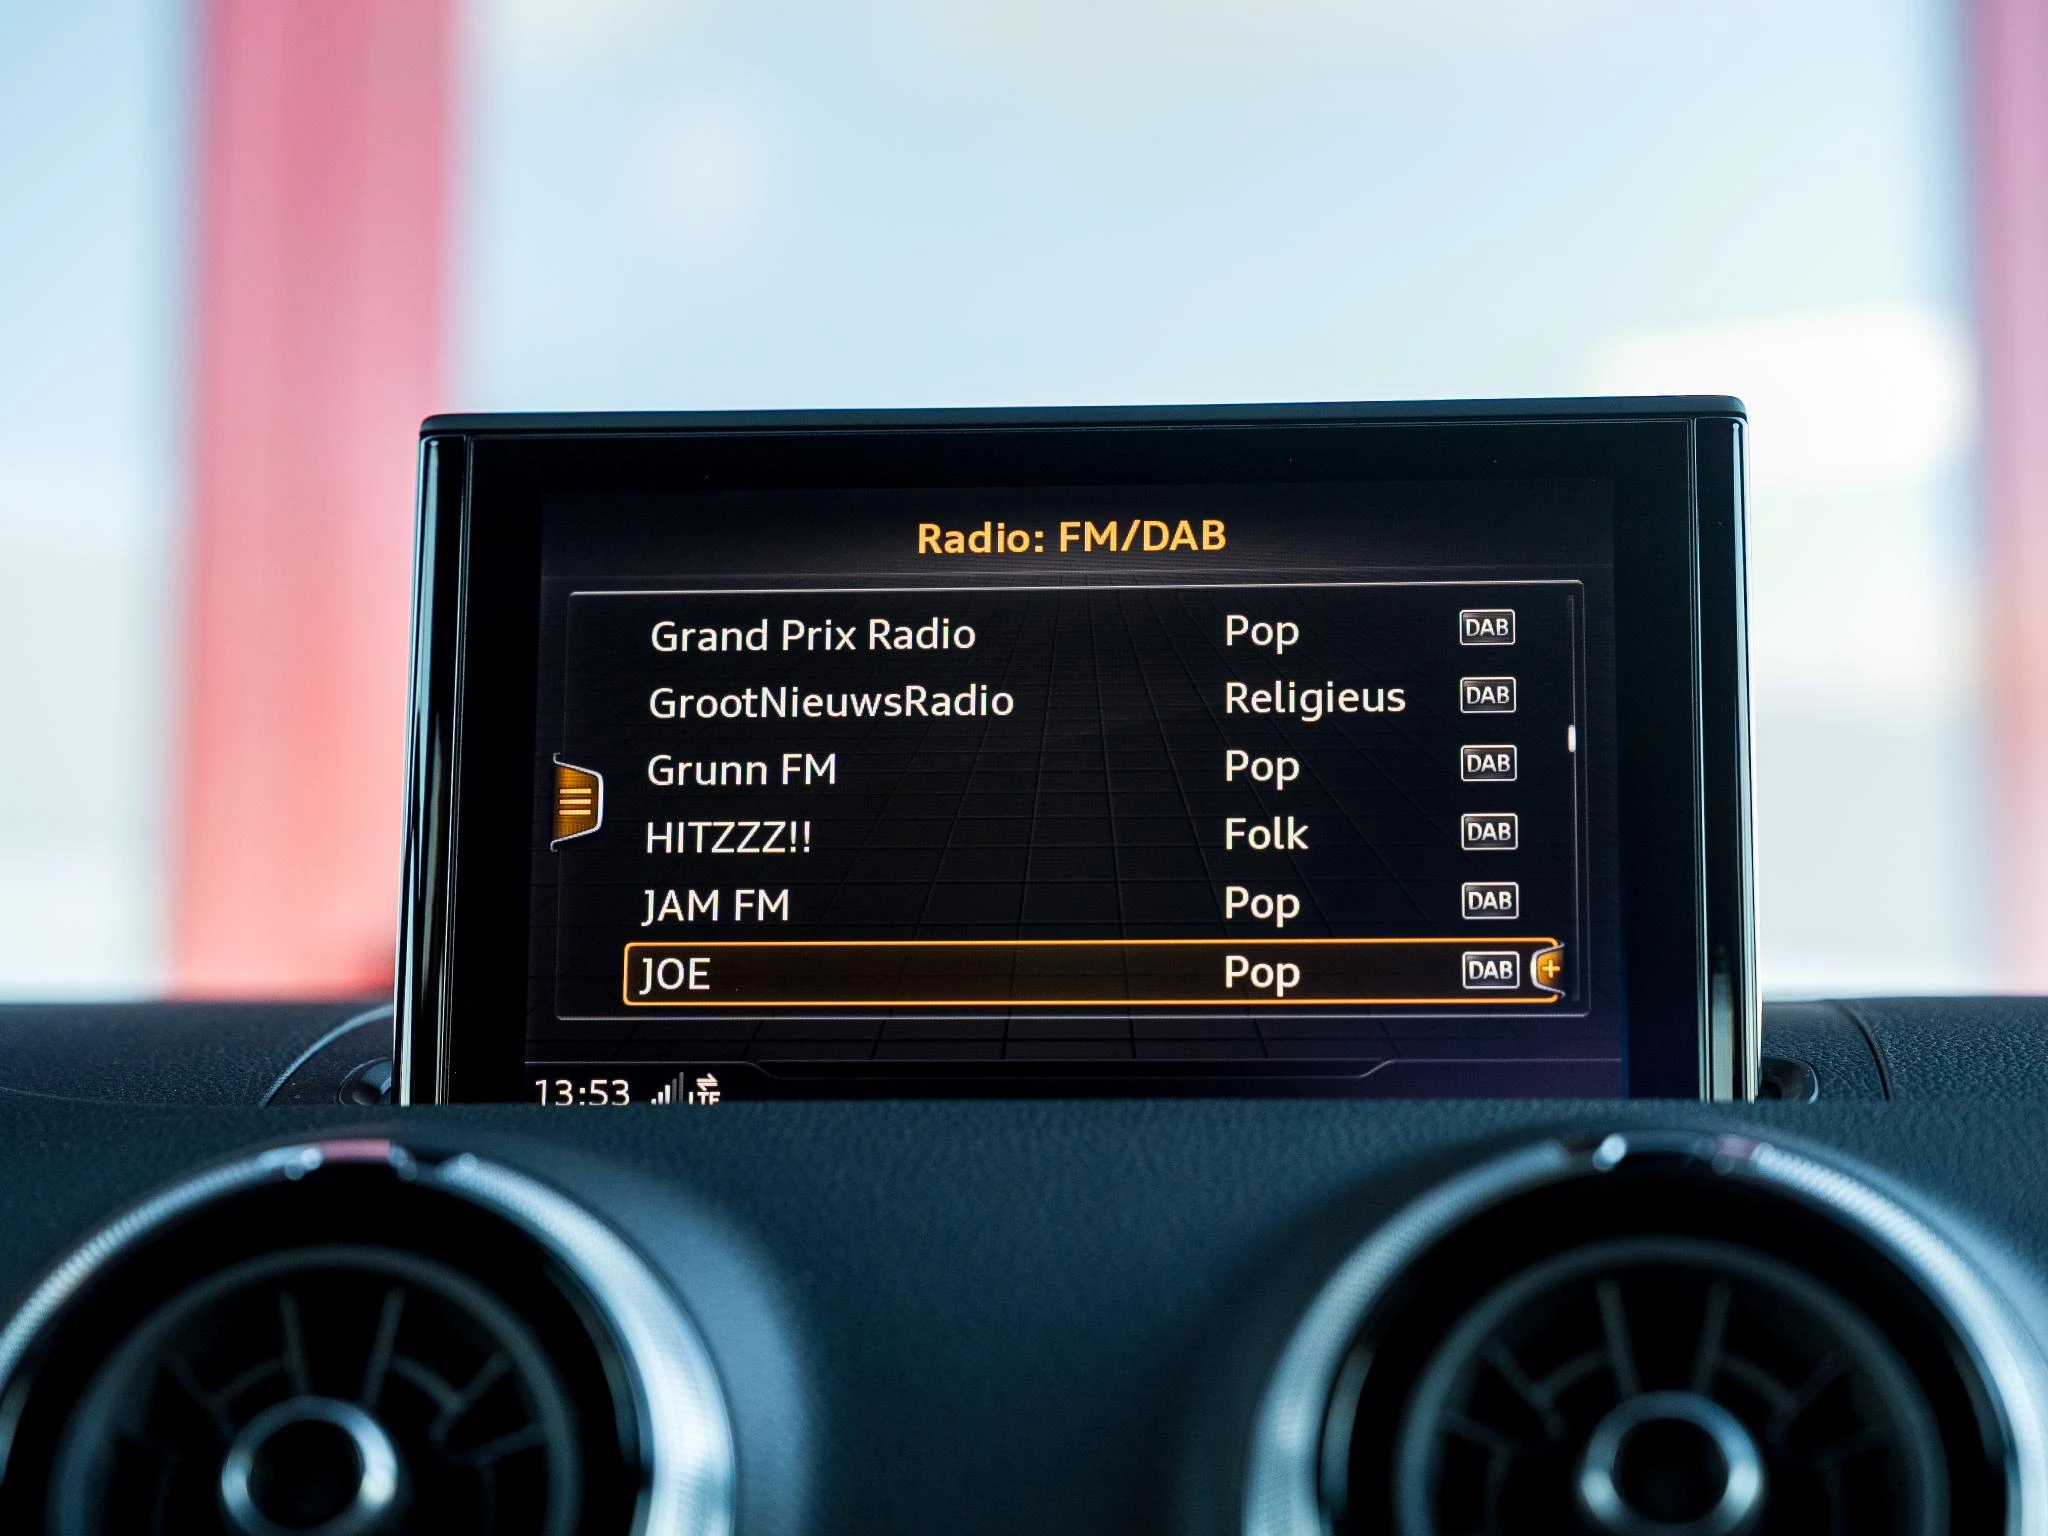 Radio: FM/DAB
Grand Prix Radio Pop DAB
GrootNieuwsRadio Religieus DAB
Grunn FM Pop DAB
HITZZZ!! Folk DAB
JAM FM Pop DAB
JOE Pop DAB +
13:53 LTE